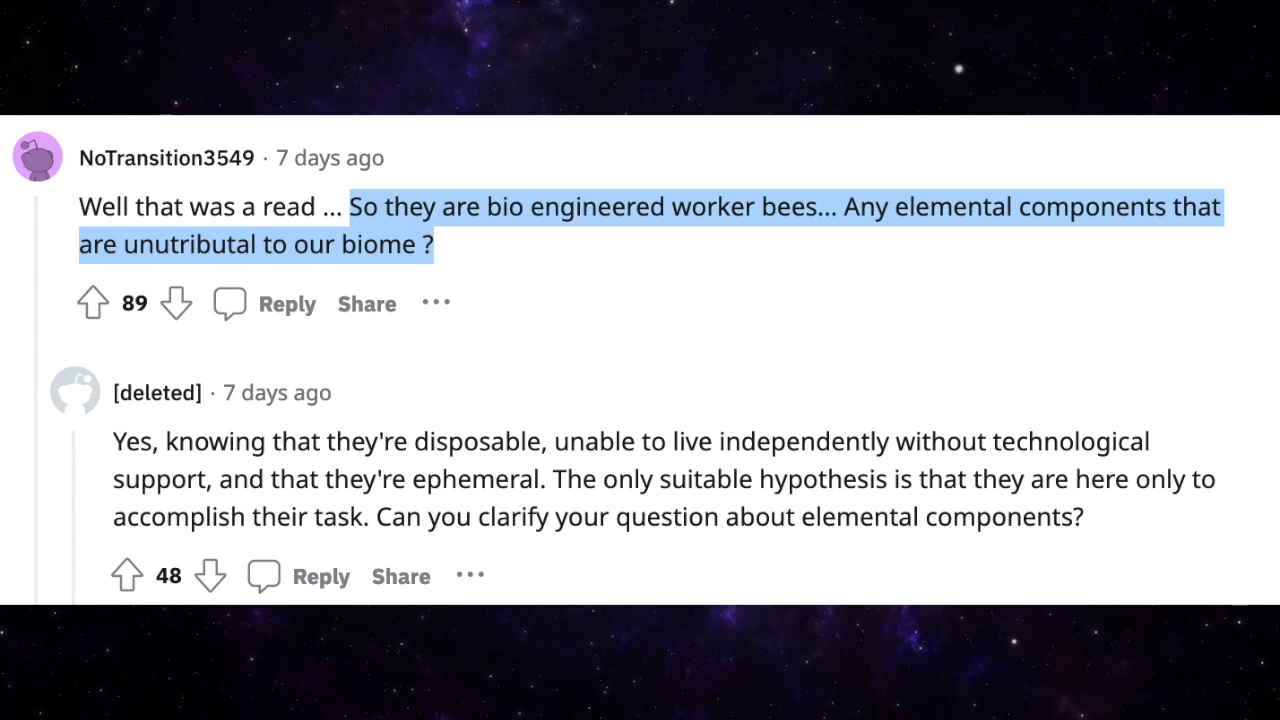 NoTransition3549 · 7 days ago
Well that was a read ... So they are bio engineered worker bees... Any elemental components that
are unutributal to our biome ?
89 Reply Share ···
[deleted] · 7 days ago
Yes, knowing that they're disposable, unable to live independently without technological
support, and that they're ephemeral. The only suitable hypothesis is that they are here only to
accomplish their task. Can you clarify your question about elemental components?
48 Reply Share ···